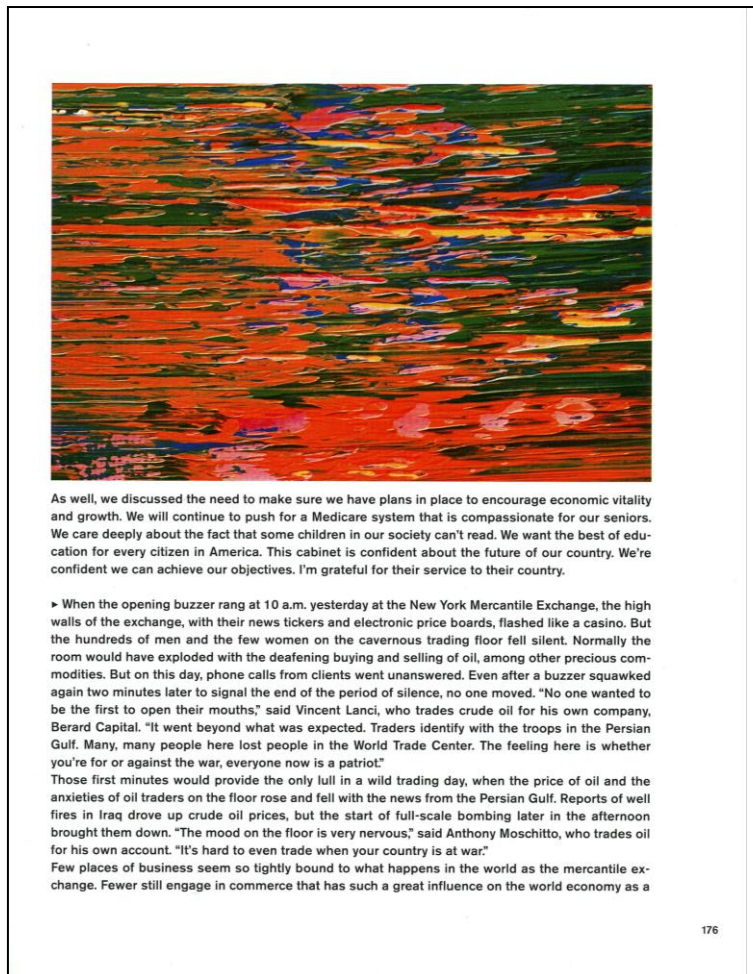 As well, we discussed the need to make sure we have plans in place to encourage economic vitality
and growth. We will continue to push for a Medicare system that is compassionate for our seniors.
We care deeply about the fact that some children in our society can't read. We want the best of edu-
cation for every citizen in America. This cabinet is confident about the future of our country. We're
confident we can achieve our objectives. I'm grateful for their service to their country.
► When the opening buzzer rang at 10 a.m. yesterday at the New York Mercantile Exchange, the high
walls of the exchange, with their news tickers and electronic price boards, flashed like a casino. But
the hundreds of men and the few women on the cavernous trading floor fell silent. Normally the
room would have exploded with the deafening buying and selling of oil, among other precious com-
modities. But on this day, phone calls from clients went unanswered. Even after a buzzer squawked
again two minutes later to signal the end of the period of silence, no one moved. “No one wanted to
be the first to open their mouths,” said Vincent Lanci, who trades crude oil for his own company,
Berard Capital. “It went beyond what was expected. Traders identify with the troops in the Persian
Gulf. Many, many people here lost people in the World Trade Center. The feeling here is whether
you're for or against the war, everyone now is a patriot.”
Those first minutes would provide the only lull in a wild trading day, when the price of oil and the
anxieties of oil traders on the floor rose and fell with the news from the Persian Gulf. Reports of well
fires in Iraq drove up crude oil prices, but the start of full-scale bombing later in the afternoon
brought them down. “The mood on the floor is very nervous,” said Anthony Moschitto, who trades oil
for his own account. “It's hard to even trade when your country is at war.”
Few places of business seem so tightly bound to what happens in the world as the mercantile ex-
change. Fewer still engage in commerce that has such a great influence on the world economy as a
176